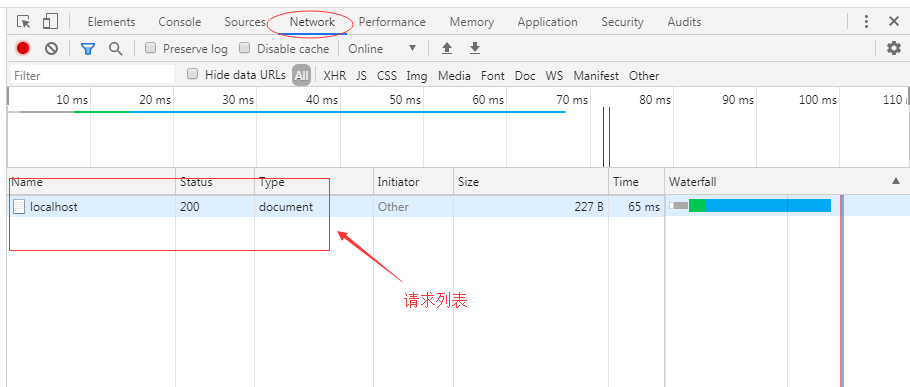 Elements Console Sources Network Performance Memory Application Security Audits
Preserve log Disable cache Online
Filter Hide data URLs All XHR JS CSS Img Media Font Doc WS Manifest Other
10 ms 20 ms 30 ms 40 ms 50 ms 60 ms 70 ms 80 ms 90 ms 100 ms 110
Name Status Type Initiator Size Time Waterfall
localhost 200 document Other 227 B 65 ms
请求列表